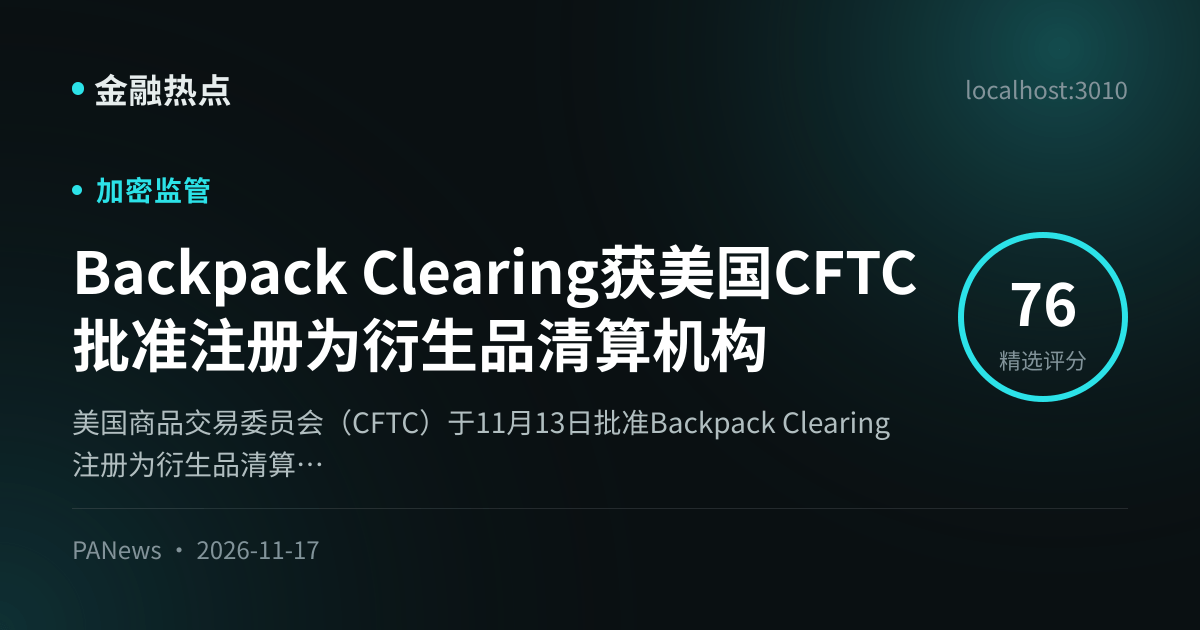 金融热点
localhost:3010
加密监管
Backpack Clearing获美国CFTC
批准注册为衍生品清算机构
76
精选评分
美国商品交易委员会（CFTC）于11月13日批准Backpack Clearing
注册为衍生品清算…
PANews · 2026-11-17